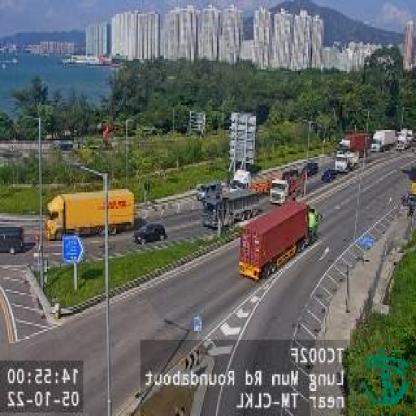 DHL
TC002F
Lung Mun Rd Roundabout
near TM-CLKL
14:55:00
05-10-22